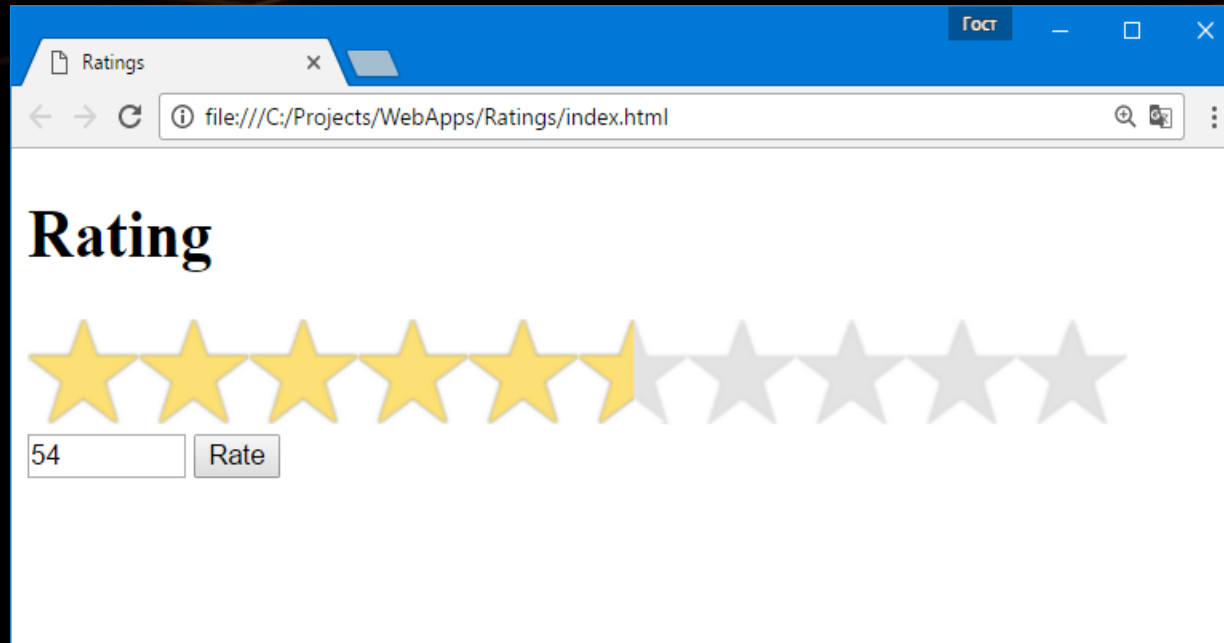 Гост
Ratings
file:///C:/Projects/WebApps/Ratings/index.html
Rating
54 Rate